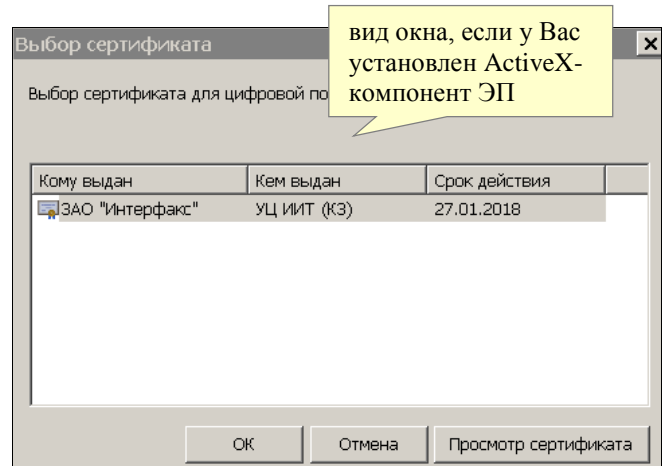 Выбор сертификата
вид окна, если у Вас
установлен ActiveX-
компонент ЭП
Выбор сертификата для цифровой по
Кому выдан Кем выдан Срок действия
ЗАО "Интерфакс" УЦ ИИТ (К3) 27.01.2018
ОК Отмена Просмотр сертификата